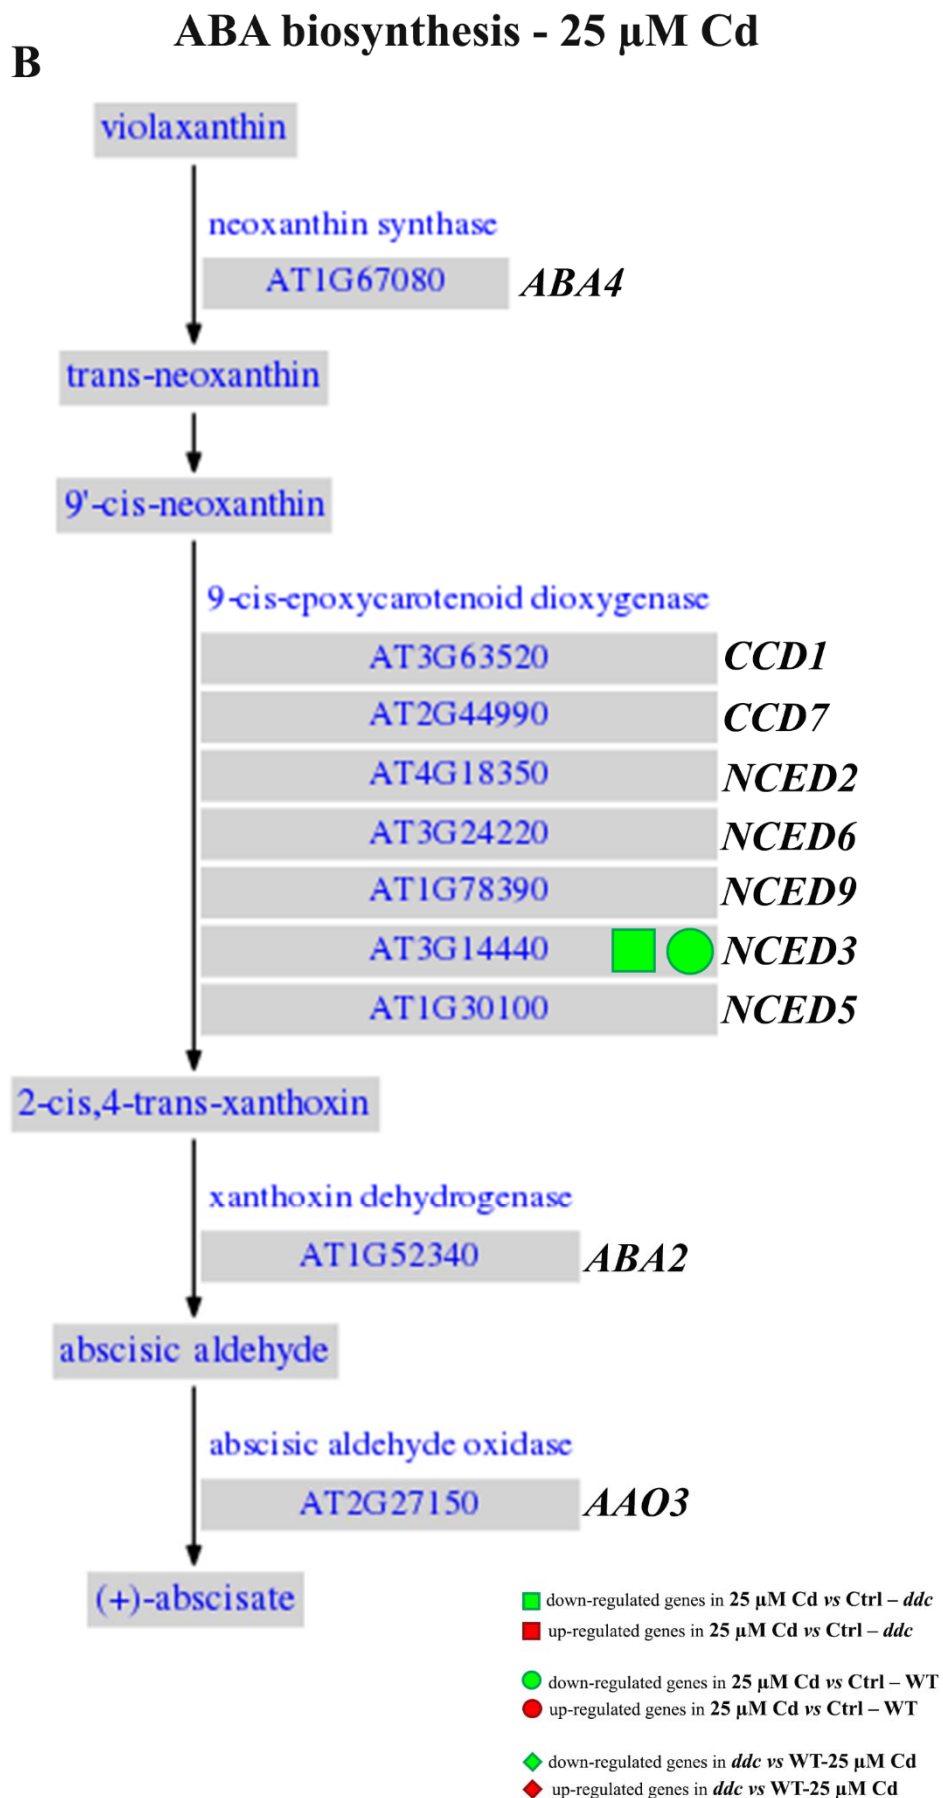 ABA biosynthesis - 25 µM Cd
B
violaxanthin
neoxanthin synthase
AT1G67080 ABA4
trans-neoxanthin
9'-cis-neoxanthin
9-cis-epoxycarotenoid dioxygenase
AT3G63520 CCD1
AT2G44990 CCD7
AT4G18350 NCED2
AT3G24220 NCED6
AT1G78390 NCED9
AT3G14440 NCED3
AT1G30100 NCED5
2-cis,4-trans-xanthoxin
xanthoxin dehydrogenase
AT1G52340 ABA2
abscisic aldehyde
abscisic aldehyde oxidase
AT2G27150 AAO3
(+)-abscisate
down-regulated genes in 25 µM Cd vs Ctrl – ddc
up-regulated genes in 25 µM Cd vs Ctrl – ddc
down-regulated genes in 25 µM Cd vs Ctrl – WT
up-regulated genes in 25 µM Cd vs Ctrl – WT
down-regulated genes in ddc vs WT-25 µM Cd
up-regulated genes in ddc vs WT-25 µM Cd